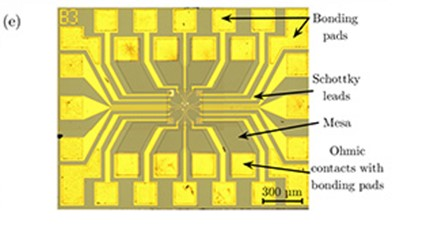 (e)
B3
Bonding
pads
Schottky
leads
Mesa
Ohmic
contacts with
bonding pads
300 μm